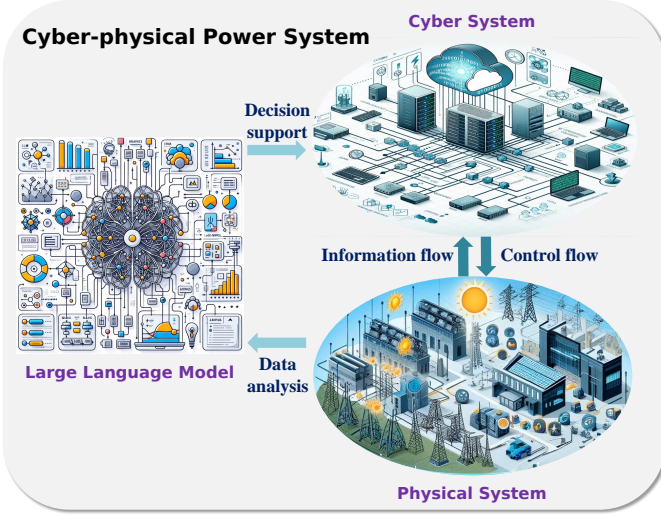 Cyber-physical Power System
Cyber System
Decision
support
Information flow
Control flow
Large Language Model
Data
analysis
Physical System